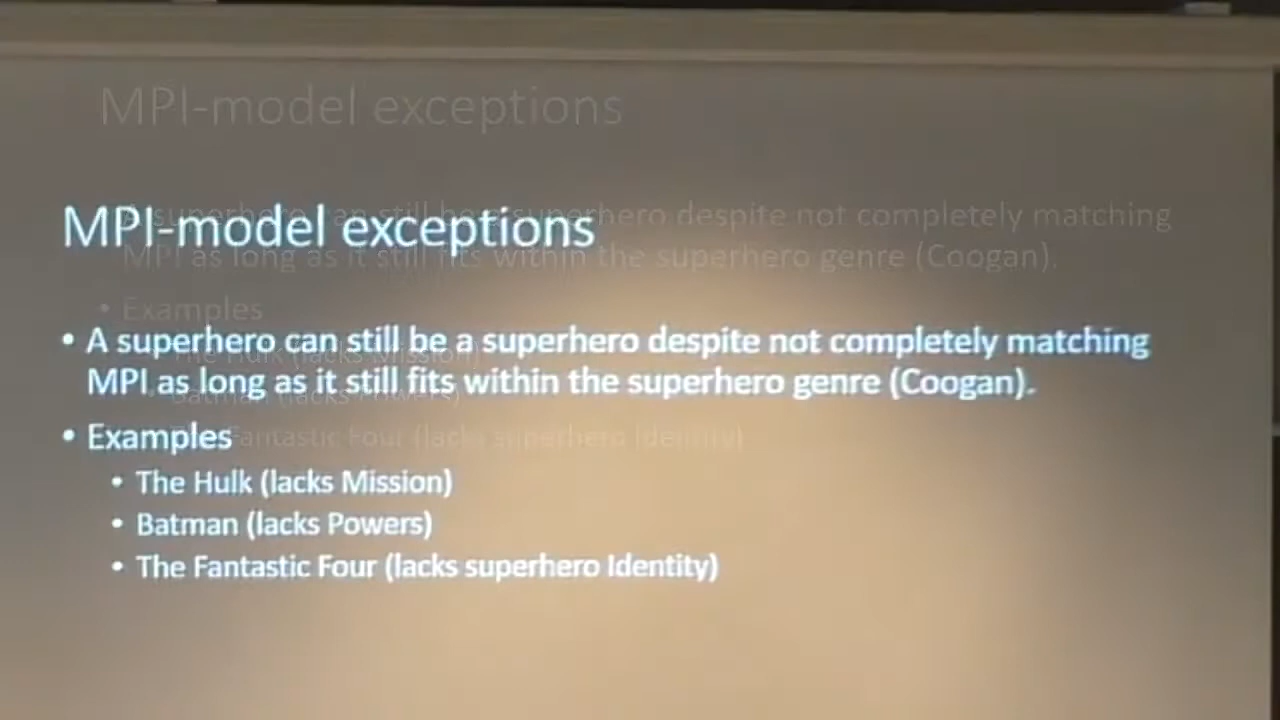 MPI-model exceptions
• A superhero can still be a superhero despite not completely matching
MPI as long as it still fits within the superhero genre (Coogan).
• Examples
• The Hulk (lacks Mission)
• Batman (lacks Powers)
• The Fantastic Four (lacks superhero Identity)